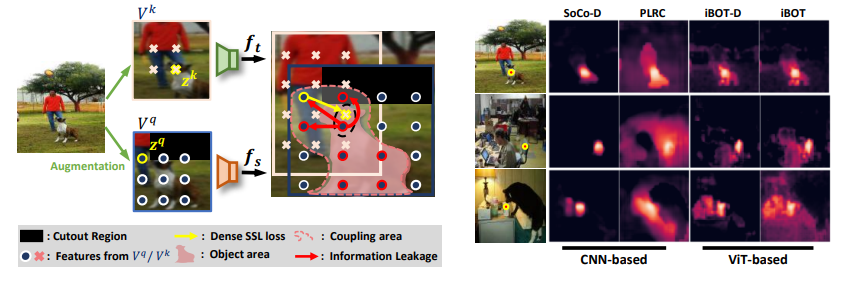 V^k
z^k
f_t
V^q
z^q
f_s
Augmentation
: Cutout Region
: Dense SSL loss
: Coupling area
: Features from V^q/ V^k
: Object area
: Information Leakage
SoCo-D PLRC iBOT-D iBOT
CNN-based ViT-based